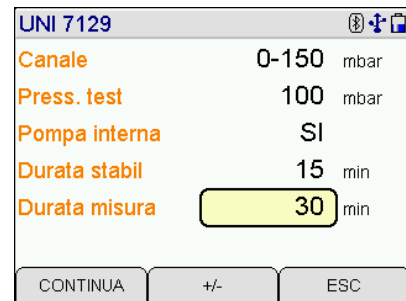 UNI 7129
Canale 0-150 mbar
Press. test 100 mbar
Pompa interna SI
Durata stabil 15 min
Durata misura 30 min
CONTINUA +/- ESC